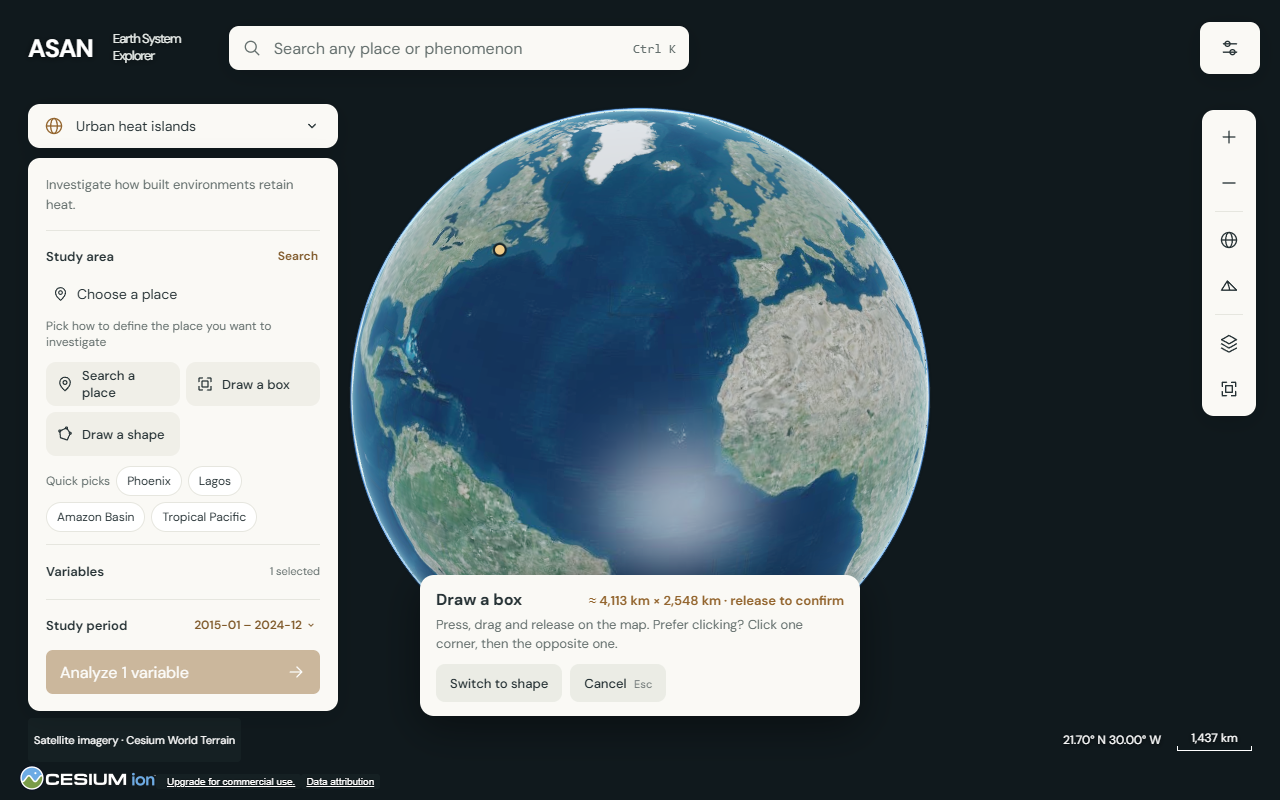 ASAN
Earth System
Explorer
Search any place or phenomenon
Ctrl K
Urban heat islands
Investigate how built environments retain
heat.
Study area
Search
Choose a place
Pick how to define the place you want to
investigate
Search a
place
Draw a box
Draw a shape
Quick picks
Phoenix
Lagos
Amazon Basin
Tropical Pacific
Variables
1 selected
Study period
2015-01 – 2024-12
Analyze 1 variable
Draw a box
≈ 4,113 km × 2,548 km · release to confirm
Press, drag and release on the map. Prefer clicking? Click one
corner, then the opposite one.
Switch to shape
Cancel Esc
Satellite imagery · Cesium World Terrain
21.70° N 30.00° W
1,437 km
CESIUM ion
Upgrade for commercial use.
Data attribution